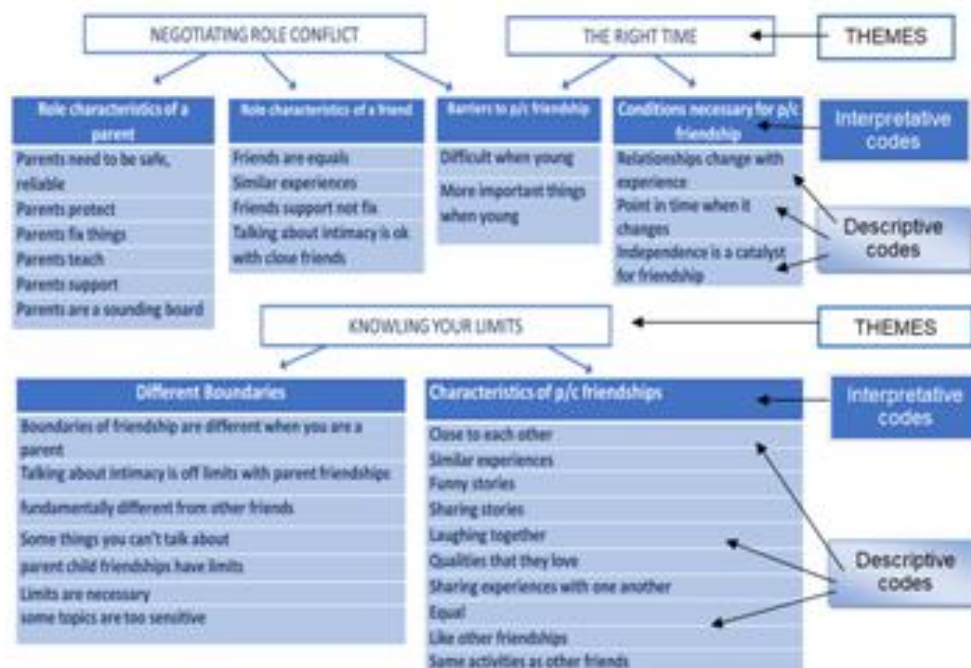 NEGOTIATING ROLE CONFLICT
THE RIGHT TIME
THEMES
Role characteristics of a
parent
Parents need to be safe,
reliable
Parents protect
Parents fix things
Parents teach
Parents support
Parents are a sounding board
Role characteristics of a friend
Friends are equals
Similar experiences
Friends support not fix
Talking about intimacy is ok
with close friends
Barriers to p/c friendship
Difficult when young
More important things
when young
Conditions necessary for p/c
friendship
Relationships change with
experience
Point in time when it
changes
Independence is a catalyst
for friendship
Interpretative
codes
Descriptive
codes
KNOWLING YOUR LIMITS
THEMES
Different Boundaries
Boundaries of friendship are different when you are a
parent
Talking about intimacy is off limits with parent friendships
fundamentally different from other friends
Some things you can't talk about
parent child friendships have limits
Limits are necessary
some topics are too sensitive
Characteristics of p/c friendships
Close to each other
Similar experiences
Funny stories
Sharing stories
Laughing together
Qualities that they love
Sharing experiences with one another
Equal
Like other friendships
Same activities as other friends
Interpretative
codes
Descriptive
codes